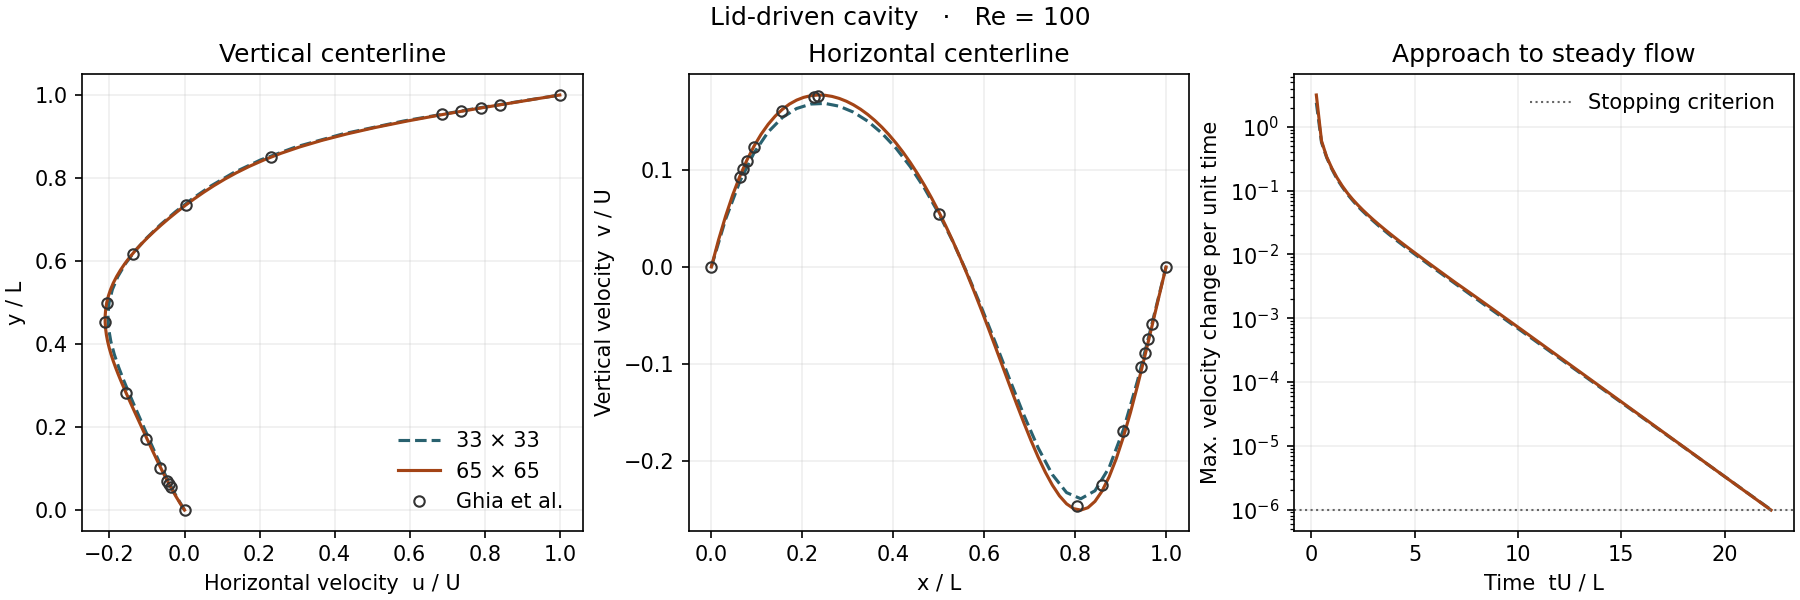 Lid-driven cavity · Re = 100
Vertical centerline
y / L
1.0
0.8
0.6
0.4
0.2
0.0
33 × 33
65 × 65
Ghia et al.
−0.2 0.0 0.2 0.4 0.6 0.8 1.0
Horizontal velocity u / U
Horizontal centerline
Vertical velocity v / U
0.1
0.0
−0.1
−0.2
0.0 0.2 0.4 0.6 0.8 1.0
x / L
Approach to steady flow
Max. velocity change per unit time
Stopping criterion
10⁰
10⁻¹
10⁻²
10⁻³
10⁻⁴
10⁻⁵
10⁻⁶
0 5 10 15 20
Time tU / L